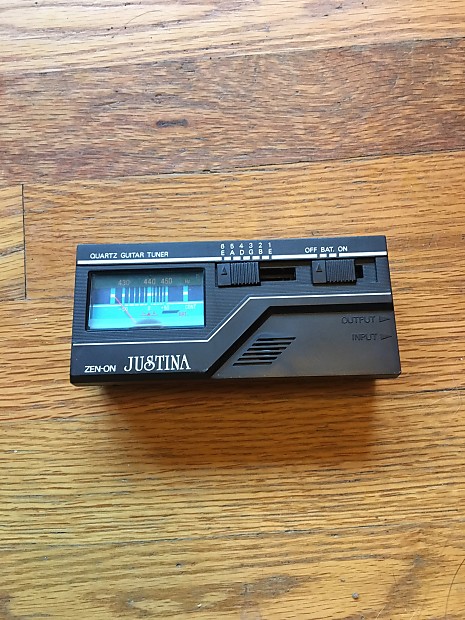 QUARTZ GUITAR TUNER
6 5 4 3 2 1
E A D G B E
OFF BAT. ON
430 440 450
OUTPUT
INPUT
ZEN-ON JUSTINA